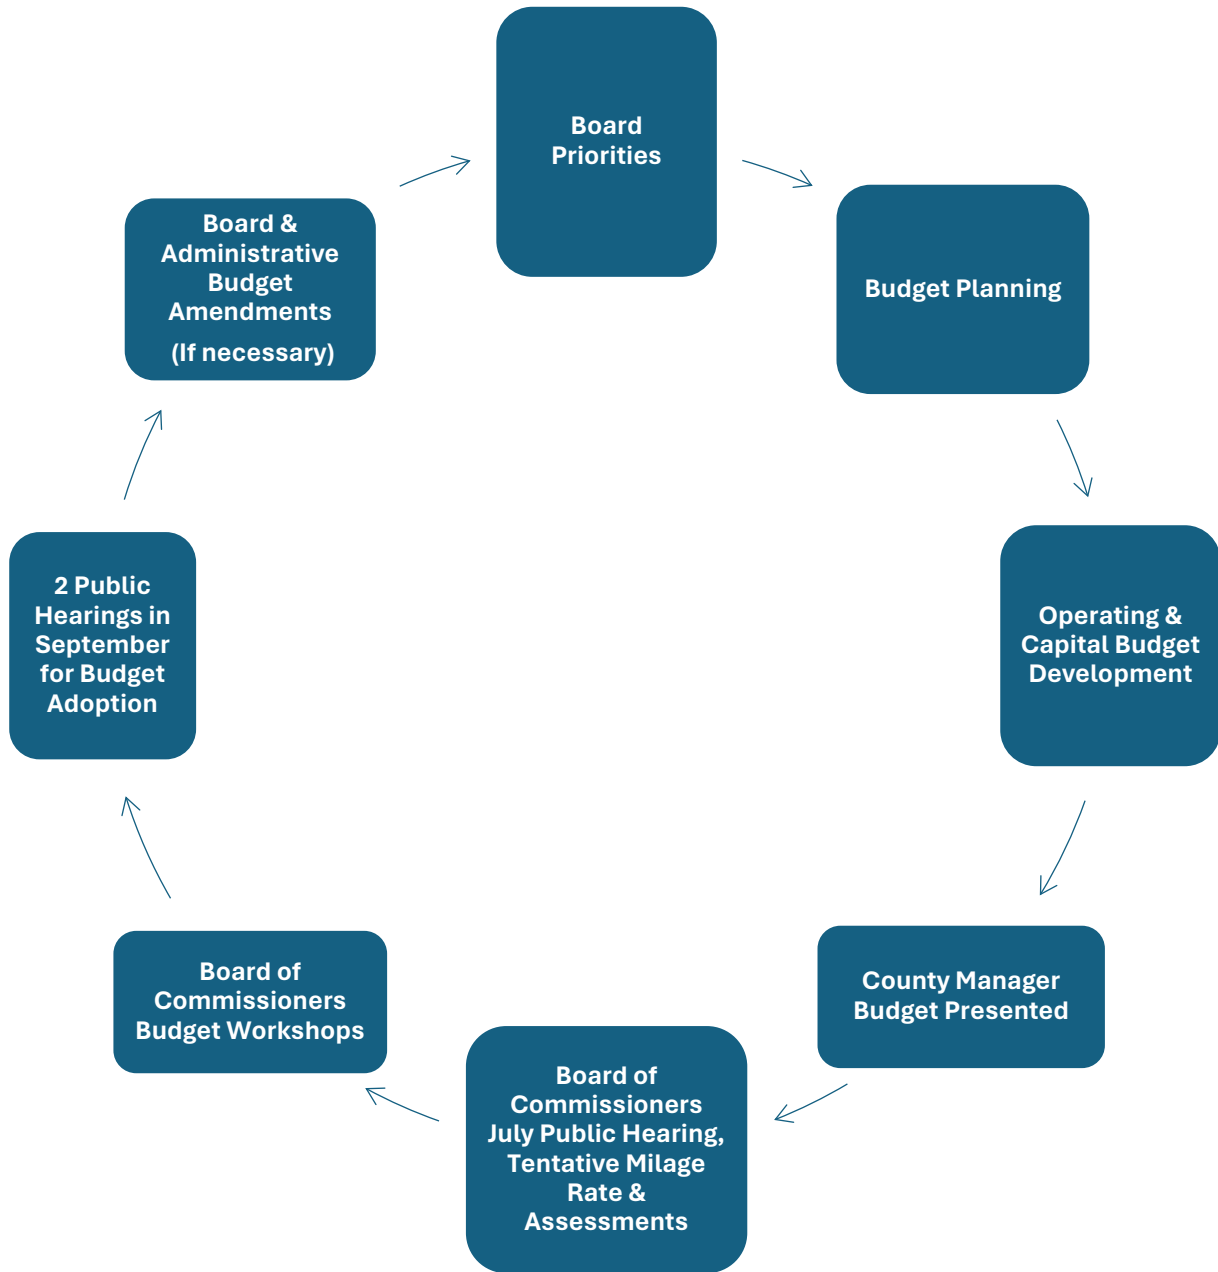 Board
Priorities
Budget Planning
Operating &
Capital Budget
Development
County Manager
Budget Presented
Board of
Commissioners
July Public Hearing,
Tentative Milage
Rate &
Assessments
Board of
Commissioners
Budget Workshops
2 Public
Hearings in
September
for Budget
Adoption
Board &
Administrative
Budget
Amendments
(If necessary)